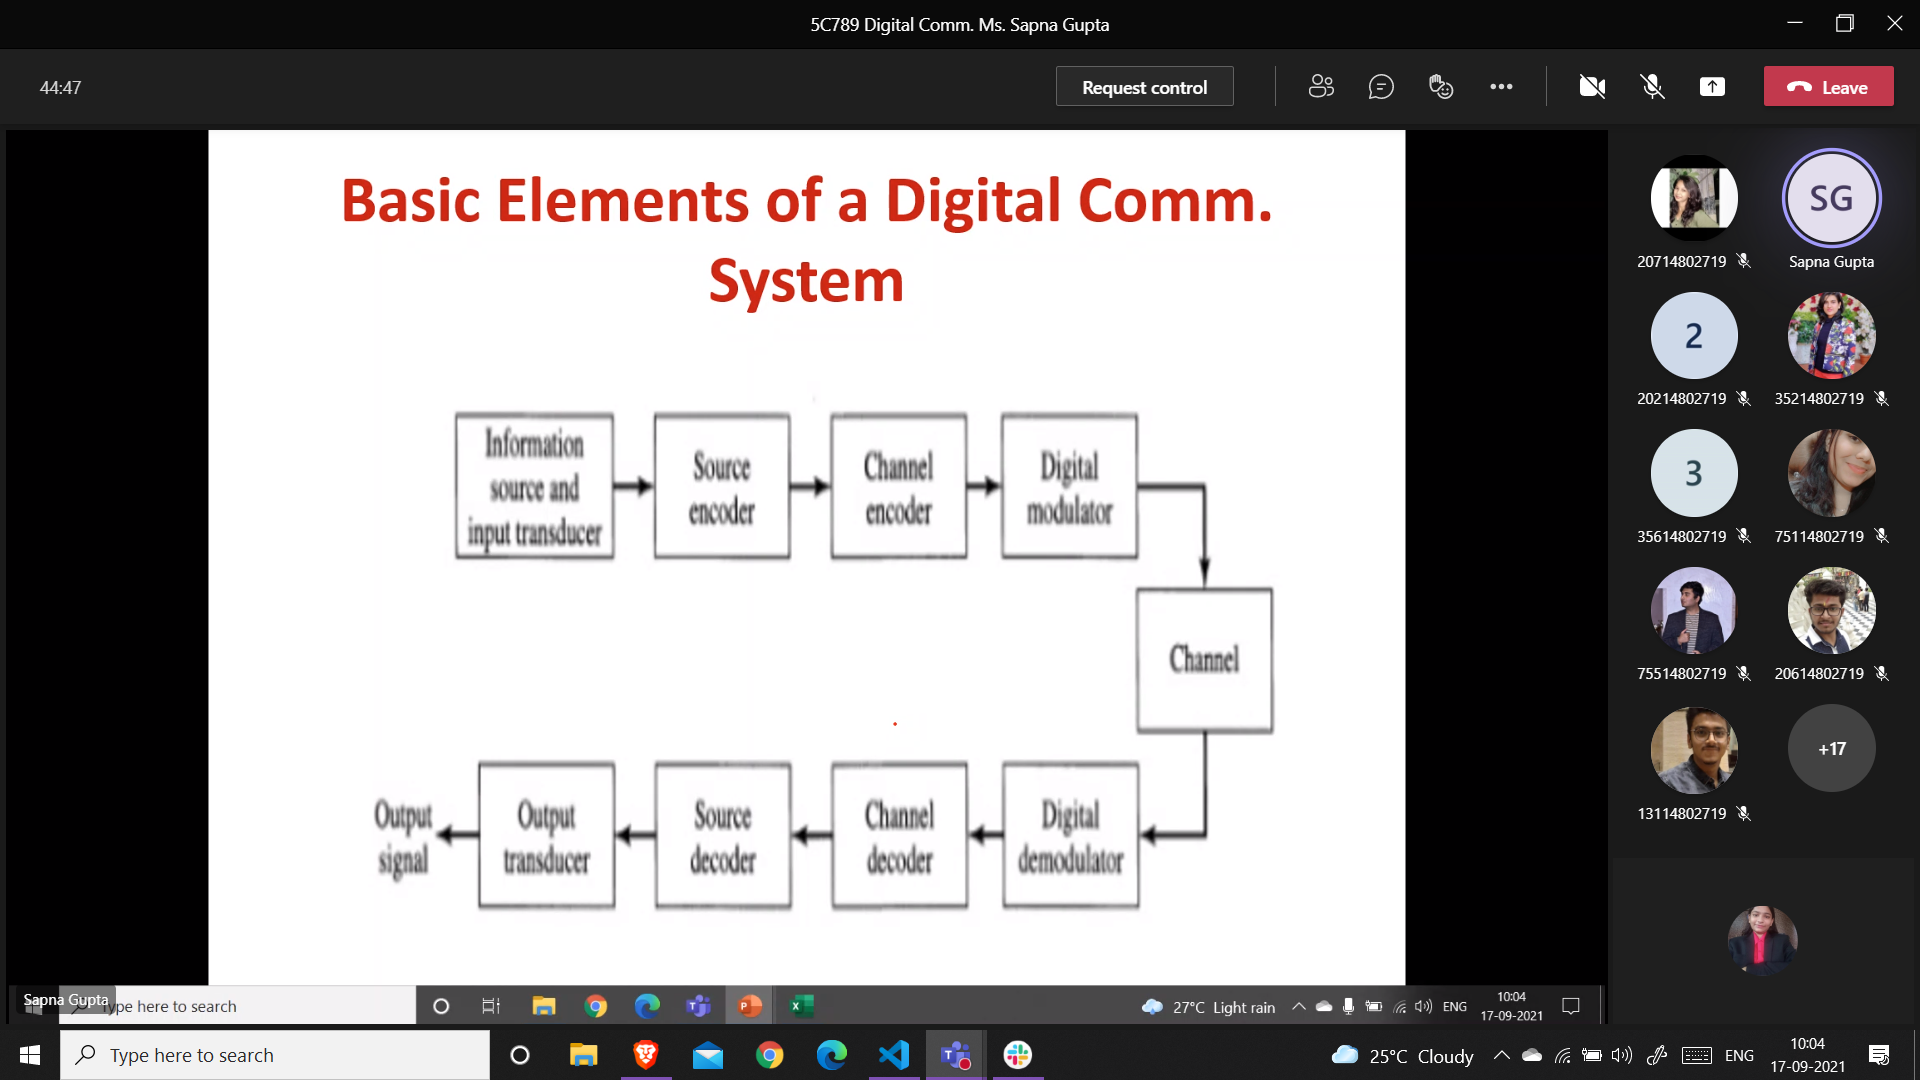 5C789 Digital Comm. Ms. Sapna Gupta
44:47
Request control
Leave
Basic Elements of a Digital Comm.
System
Information
source and
input transducer
Source
encoder
Channel
encoder
Digital
modulator
Channel
Output
signal
Output
transducer
Source
decoder
Channel
decoder
Digital
demodulator
SG
20714802719
Sapna Gupta
2
20214802719
35214802719
3
35614802719
75114802719
75514802719
20614802719
+17
13114802719
Sapna Gupta
ype here to search
27°C Light rain
ENG
10:04
17-09-2021
Type here to search
25°C Cloudy
ENG
10:04
17-09-2021